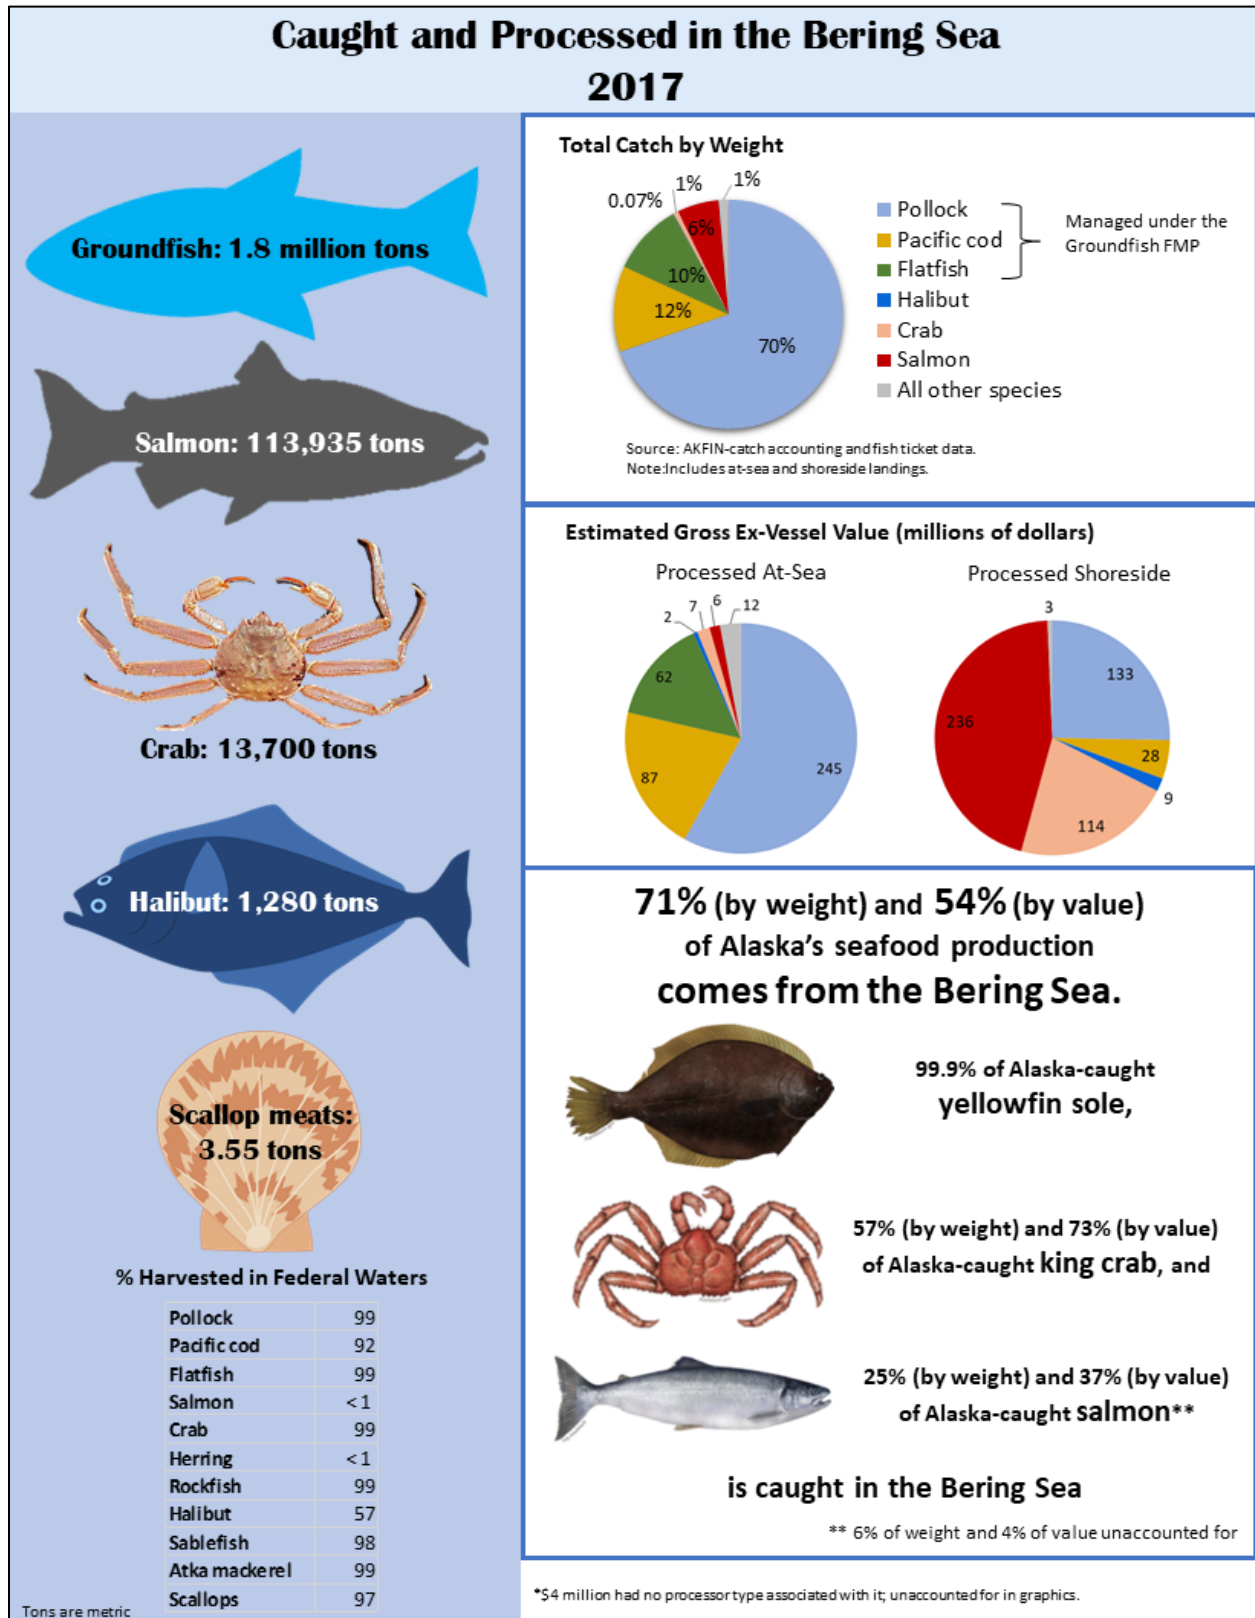 Caught and Processed in the Bering Sea
2017
Groundfish: 1.8 million tons
Salmon: 113,935 tons
Crab: 13,700 tons
Halibut: 1,280 tons
Scallop meats:
3.55 tons
% Harvested in Federal Waters
Pollock 99
Pacific cod 92
Flatfish 99
Salmon <1
Crab 99
Herring <1
Rockfish 99
Halibut 57
Sablefish 98
Atka mackerel 99
Scallops 97
Tons are metric
Total Catch by Weight
0.07%
1%
1%
6%
10%
12%
70%
Pollock
Pacific cod
Flatfish
Halibut
Crab
Salmon
All other species
Managed under the
Groundfish FMP
Source: AKFIN-catch accounting and fish ticket data.
Note:Includes at-sea and shoreside landings.
Estimated Gross Ex-Vessel Value (millions of dollars)
Processed At-Sea
2
7
6
12
62
87
245
Processed Shoreside
3
133
236
28
9
114
71% (by weight) and 54% (by value)
of Alaska's seafood production
comes from the Bering Sea.
99.9% of Alaska-caught
yellowfin sole,
57% (by weight) and 73% (by value)
of Alaska-caught king crab, and
25% (by weight) and 37% (by value)
of Alaska-caught salmon**
is caught in the Bering Sea
** 6% of weight and 4% of value unaccounted for
*$4 million had no processor type associated with it; unaccounted for in graphics.